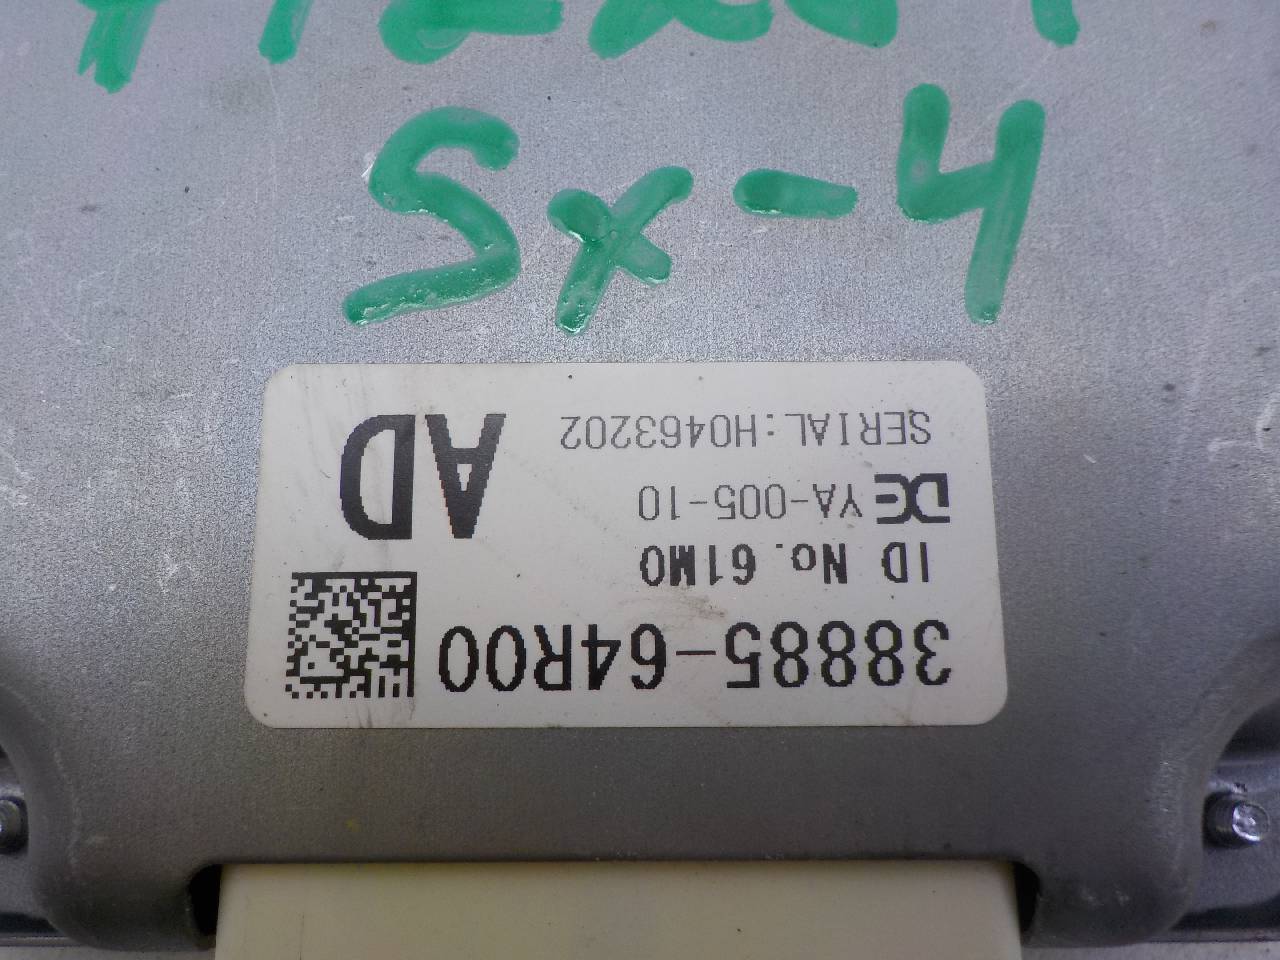 Sx-4
38885-64R00
ID No. 61M0
YA-005-10
SERIAL:H0463202
AD